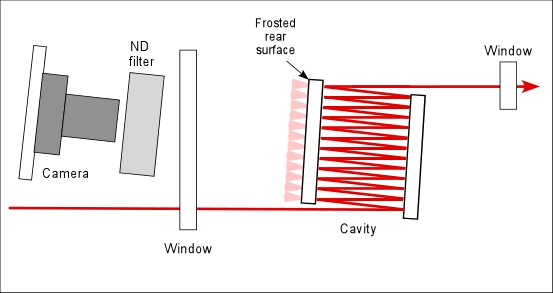 Frosted
rear
surface
ND
filter
Window
Camera
Cavity
Window